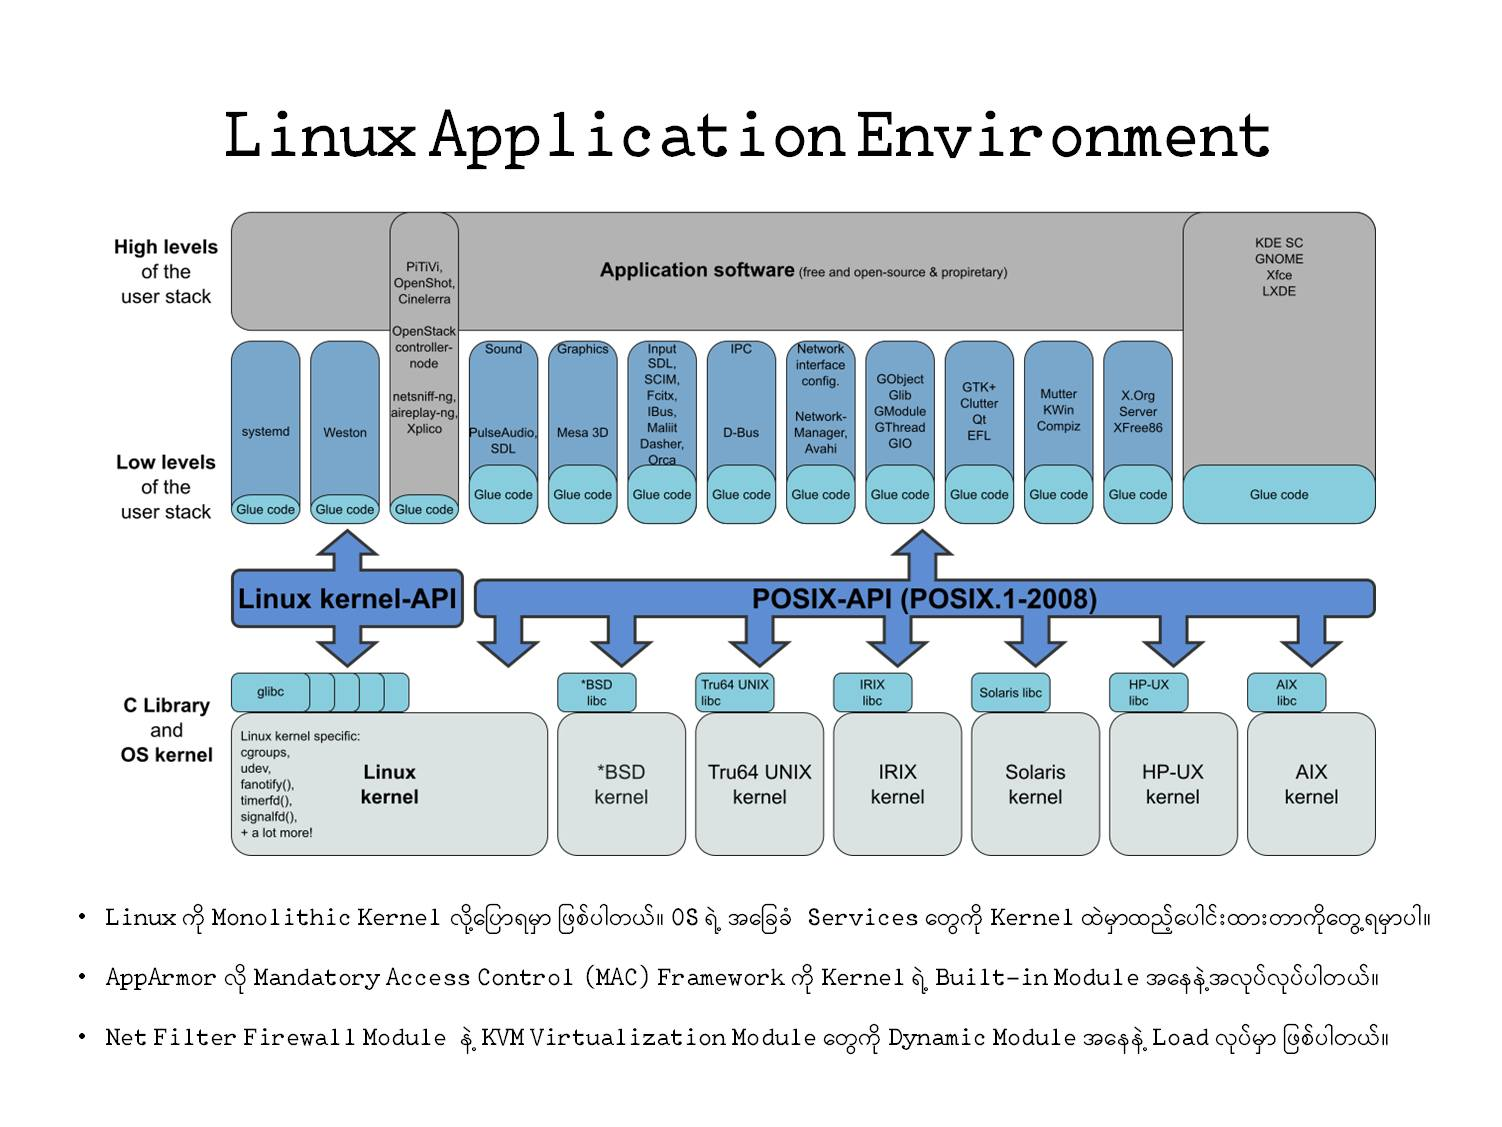 Linux Application Environment
High levels
of the
user stack
Application software (free and open-source & propiretary)
PiTiVi,
OpenShot,
Cinelerra
OpenStack
controller-
node
netsniff-ng,
aireplay-ng,
Xplico
KDE SC
GNOME
Xfce
LXDE
Low levels
of the
user stack
systemd
Glue code
Weston
Glue code
Glue code
Sound
PulseAudio,
SDL
Glue code
Graphics
Mesa 3D
Glue code
Input
SDL,
SCIM,
Fcitx,
IBus,
Maliit
Dasher,
Orca
Glue code
IPC
D-Bus
Glue code
Network
interface
config.
Network-
Manager,
Avahi
Glue code
GObject
Glib
GModule
GThread
GIO
Glue code
GTK+
Clutter
Qt
EFL
Glue code
Mutter
KWin
Compiz
Glue code
X.Org
Server
XFree86
Glue code
Glue code
Linux kernel-API
POSIX-API (POSIX.1-2008)
C Library
and
OS kernel
glibc
*BSD
libc
Tru64 UNIX
libc
IRIX
libc
Solaris libc
HP-UX
libc
AIX
libc
Linux kernel specific:
cgroups,
udev,
fanotify(),
timerfd(),
signalfd(),
+ a lot more!
Linux
kernel
*BSD
kernel
Tru64 UNIX
kernel
IRIX
kernel
Solaris
kernel
HP-UX
kernel
AIX
kernel
• Linux ကို Monolithic Kernel လို့ပြောရမှာ ဖြစ်ပါတယ်။ OS ရဲ့ အခြေခံ Services တွေကို Kernel ထဲမှာထည့်ပေါင်းထားတာကိုတွေ့ရမှာပါ။
• AppArmor လို Mandatory Access Control (MAC) Framework ကို Kernel ရဲ့ Built-in Module အနေနဲ့အလုပ်လုပ်ပါတယ်။
• Net Filter Firewall Module နဲ့ KVM Virtualization Module တွေကို Dynamic Module အနေနဲ့ Load လုပ်မှာ ဖြစ်ပါတယ်။